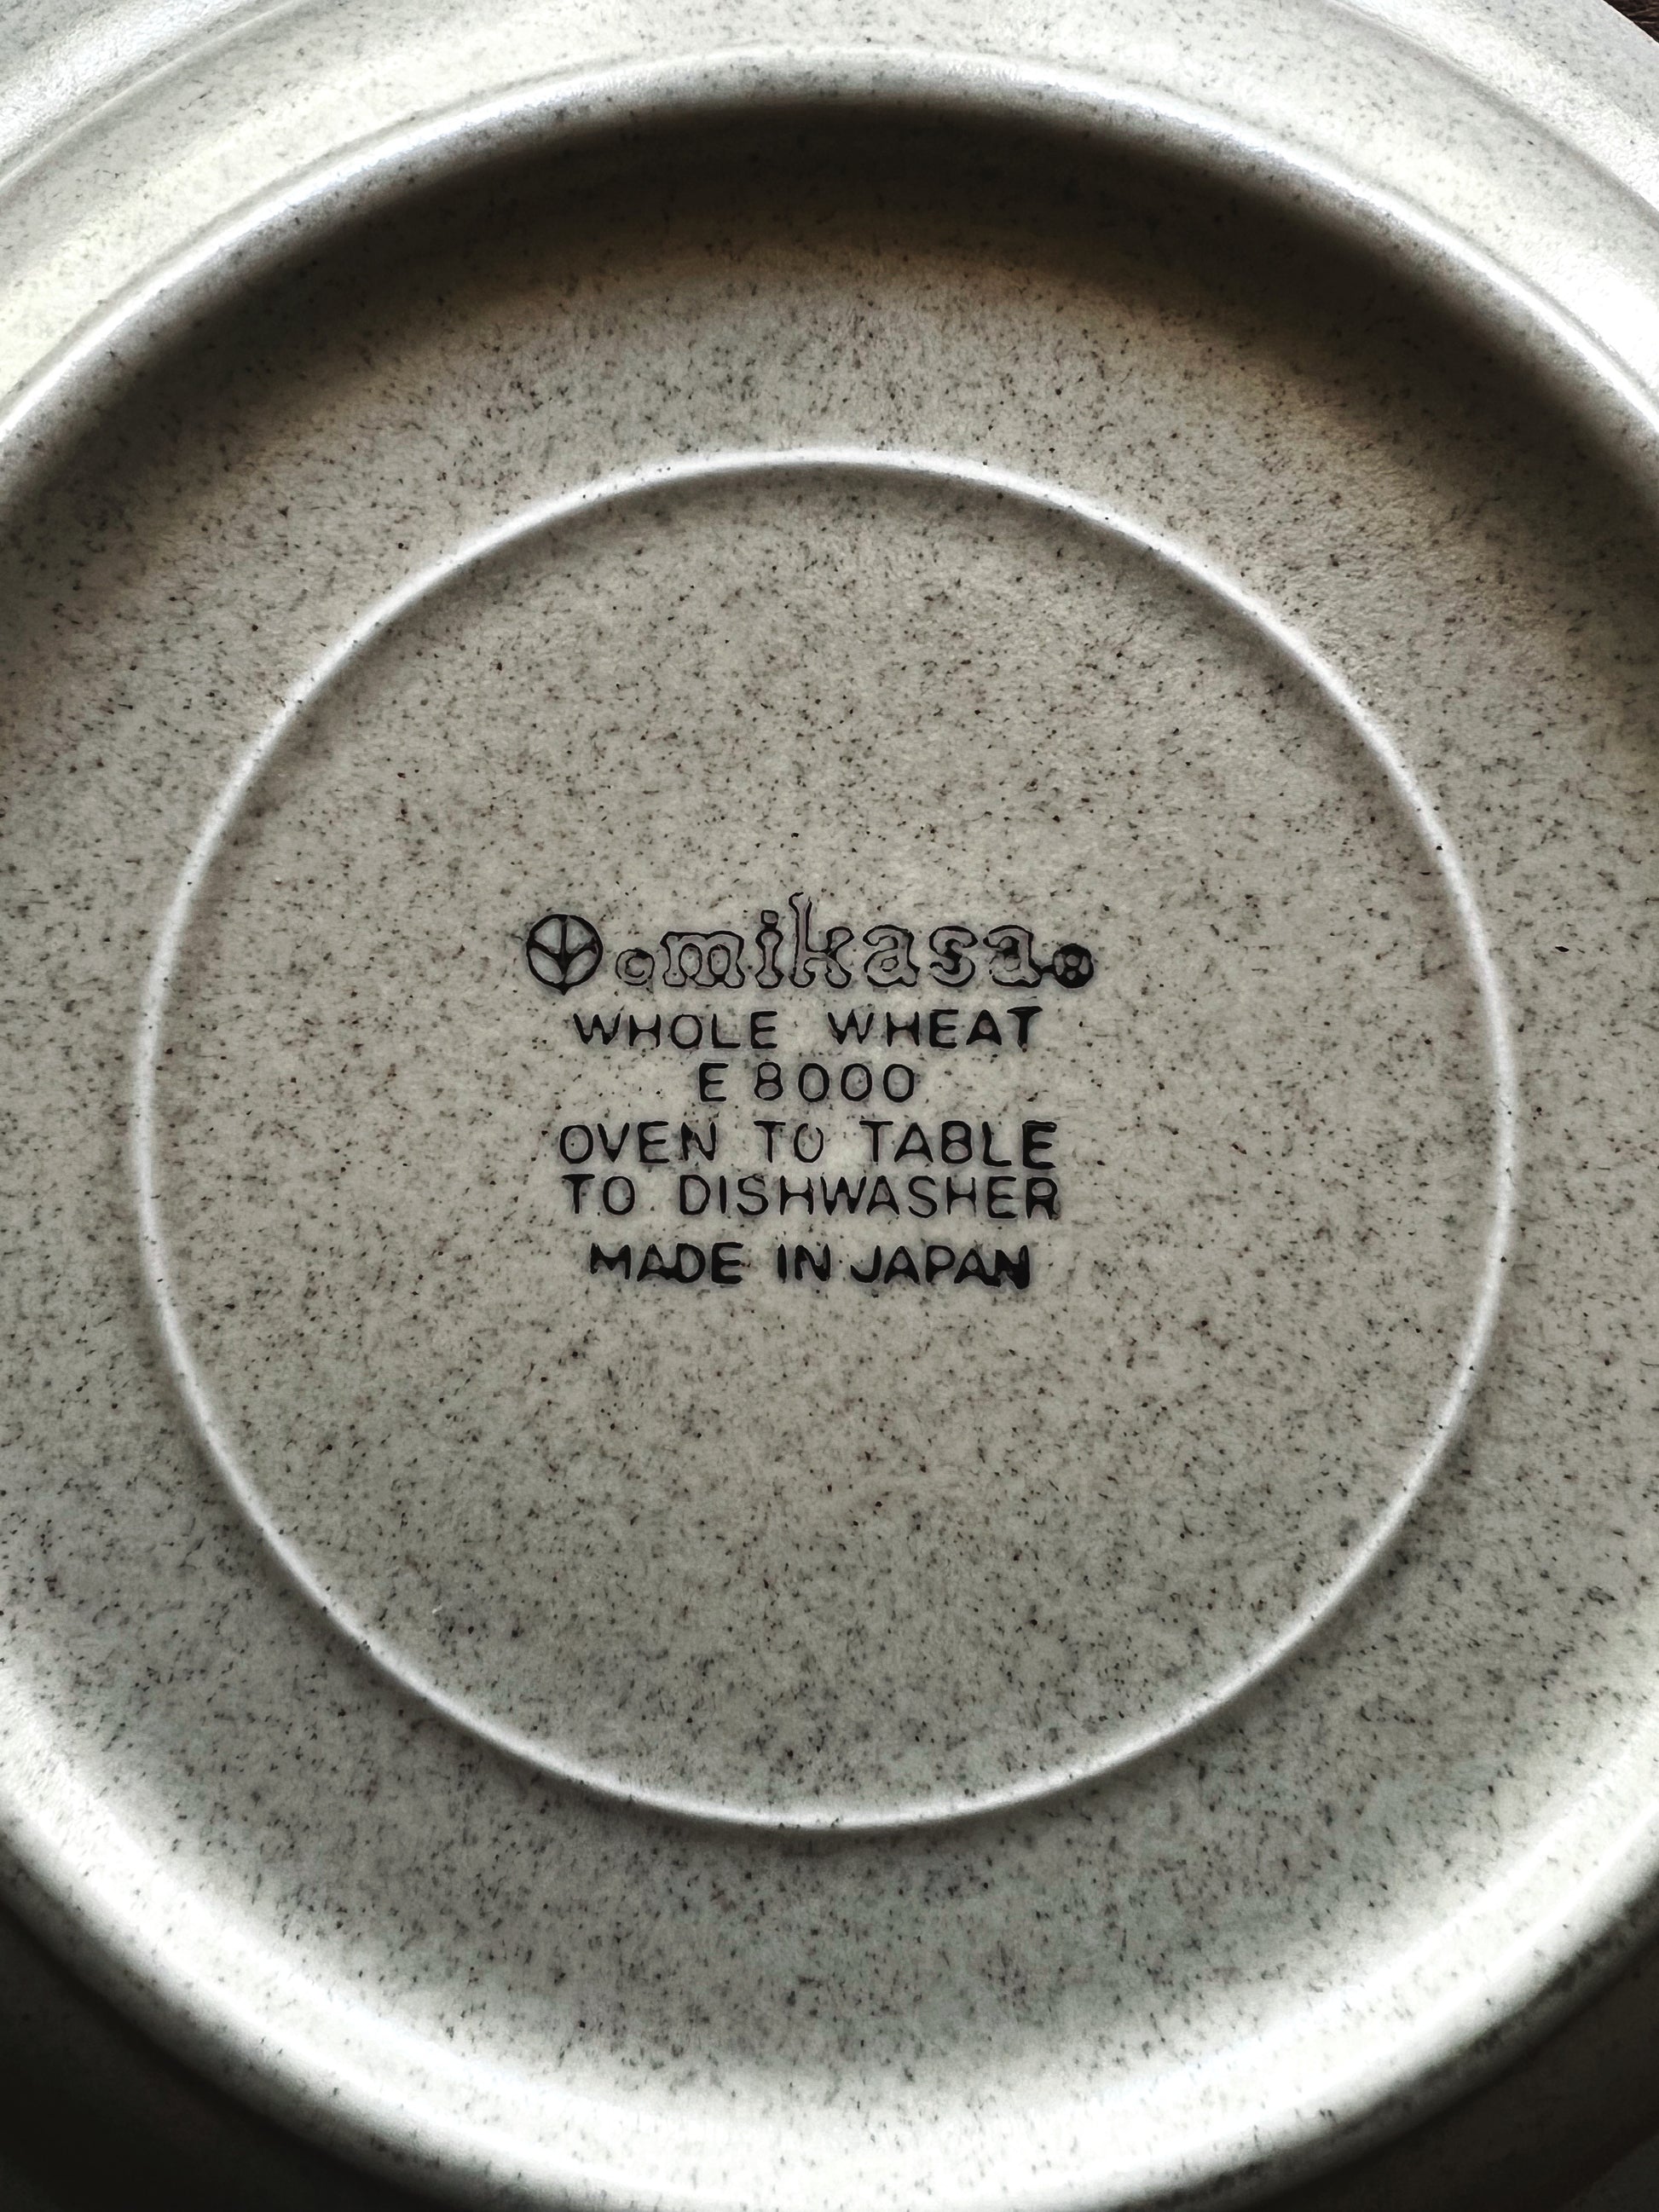 ©mikasa®
WHOLE WHEAT
E 8000
OVEN TO TABLE
TO DISHWASHER
MADE IN JAPAN